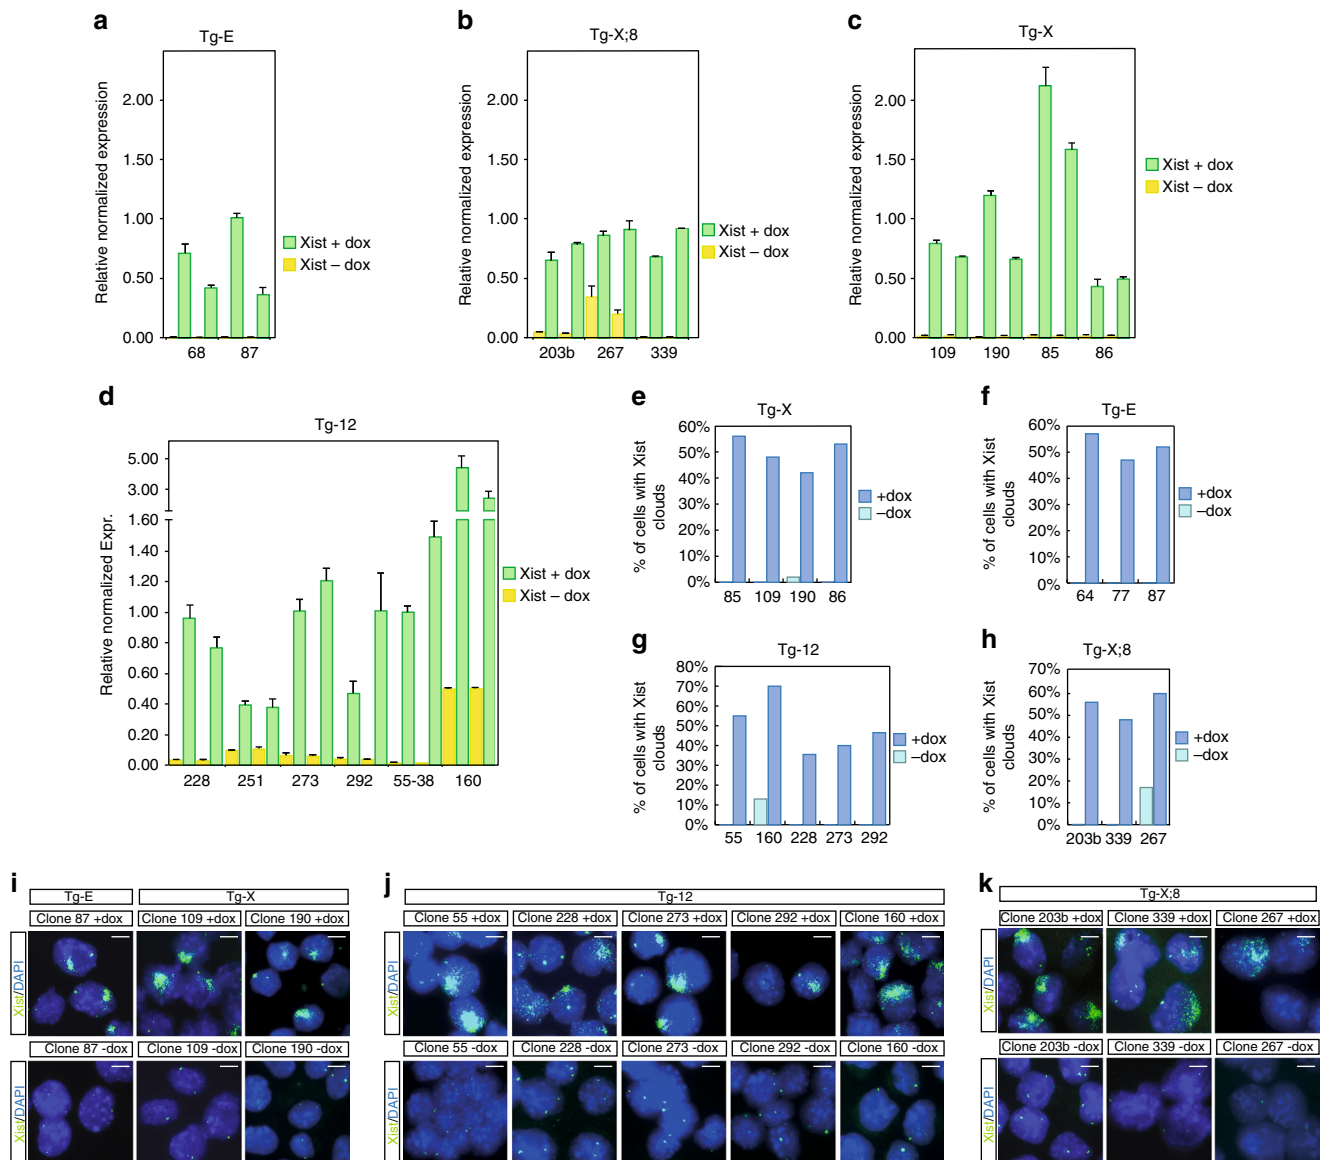 a
Tg-E
Relative normalized expression
2.00
1.50
1.00
0.50
0.00
68 87
Xist + dox
Xist – dox
b
Tg-X;8
Relative normalized expression
2.00
1.50
1.00
0.50
0.00
203b 267 339
Xist + dox
Xist – dox
c
Tg-X
Relative normalized expression
2.00
1.50
1.00
0.50
0.00
109 190 85 86
Xist + dox
Xist – dox
d
Tg-12
Relative normalized Expr.
5.00
3.00
1.60
1.20
1.00
0.80
0.60
0.40
0.20
0.00
228 251 273 292 55-38 160
Xist + dox
Xist – dox
e
Tg-X
% of cells with Xist
clouds
60%
50%
40%
30%
20%
10%
0%
85 109 190 86
+dox
–dox
f
Tg-E
% of cells with Xist
clouds
60%
50%
40%
30%
20%
10%
0%
64 77 87
+dox
–dox
g
Tg-12
% of cells with Xist
clouds
80%
70%
60%
50%
40%
30%
20%
10%
0%
55 160 228 273 292
+dox
–dox
h
Tg-X;8
% of cells with Xist
clouds
70%
60%
50%
40%
30%
20%
10%
0%
203b 339 267
+dox
–dox
i
Tg-E Tg-X
Clone 87 +dox Clone 109 +dox Clone 190 +dox
Xist/DAPI
Clone 87 -dox Clone 109 -dox Clone 190 -dox
Xist/DAPI
j
Tg-12
Clone 55 +dox Clone 228 +dox Clone 273 +dox Clone 292 +dox Clone 160 +dox
Xist/DAPI
Clone 55 -dox Clone 228 -dox Clone 273 -dox Clone 292 -dox Clone 160 -dox
Xist/DAPI
k
Tg-X;8
Clone 203b +dox Clone 339 +dox Clone 267 +dox
Xist/DAPI
Clone 203b -dox Clone 339 -dox Clone 267 -dox
Xist/DAPI